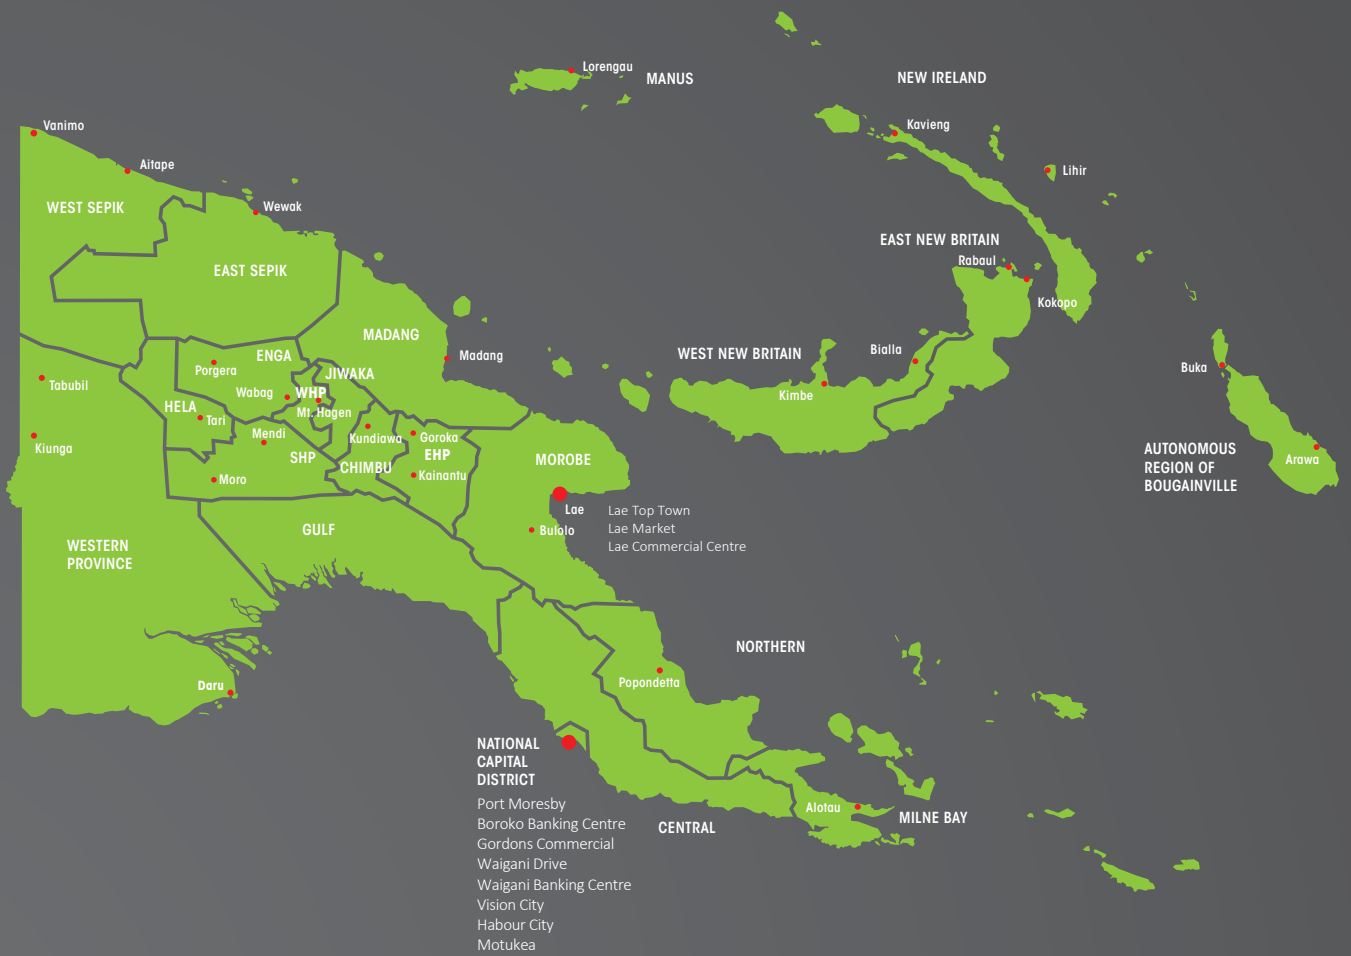 Lorengau
MANUS
NEW IRELAND
Kavieng
Lihir
Vanimo
Aitape
WEST SEPIK
Wewak
EAST SEPIK
EAST NEW BRITAIN
Rabaul
Kokopo
MADANG
Madang
WEST NEW BRITAIN
Bialla
Kimbe
Buka
ENGA
Porgera
JIWAKA
Wabag
WHP
Mt. Hagen
Tabubil
HELA
Tari
Mendi
Kundiawa
Goroka
EHP
Kiunga
SHP
CHIMBU
Kainantu
Moro
MOROBE
AUTONOMOUS
REGION OF
BOUGAINVILLE
Arawa
Lae
Lae Top Town
Lae Market
Lae Commercial Centre
Bulolo
GULF
WESTERN
PROVINCE
NORTHERN
Popondetta
Daru
NATIONAL
CAPITAL
DISTRICT
Port Moresby
Boroko Banking Centre
Gordons Commercial
Waigani Drive
Waigani Banking Centre
Vision City
Habour City
Motukea
CENTRAL
Alotau
MILNE BAY